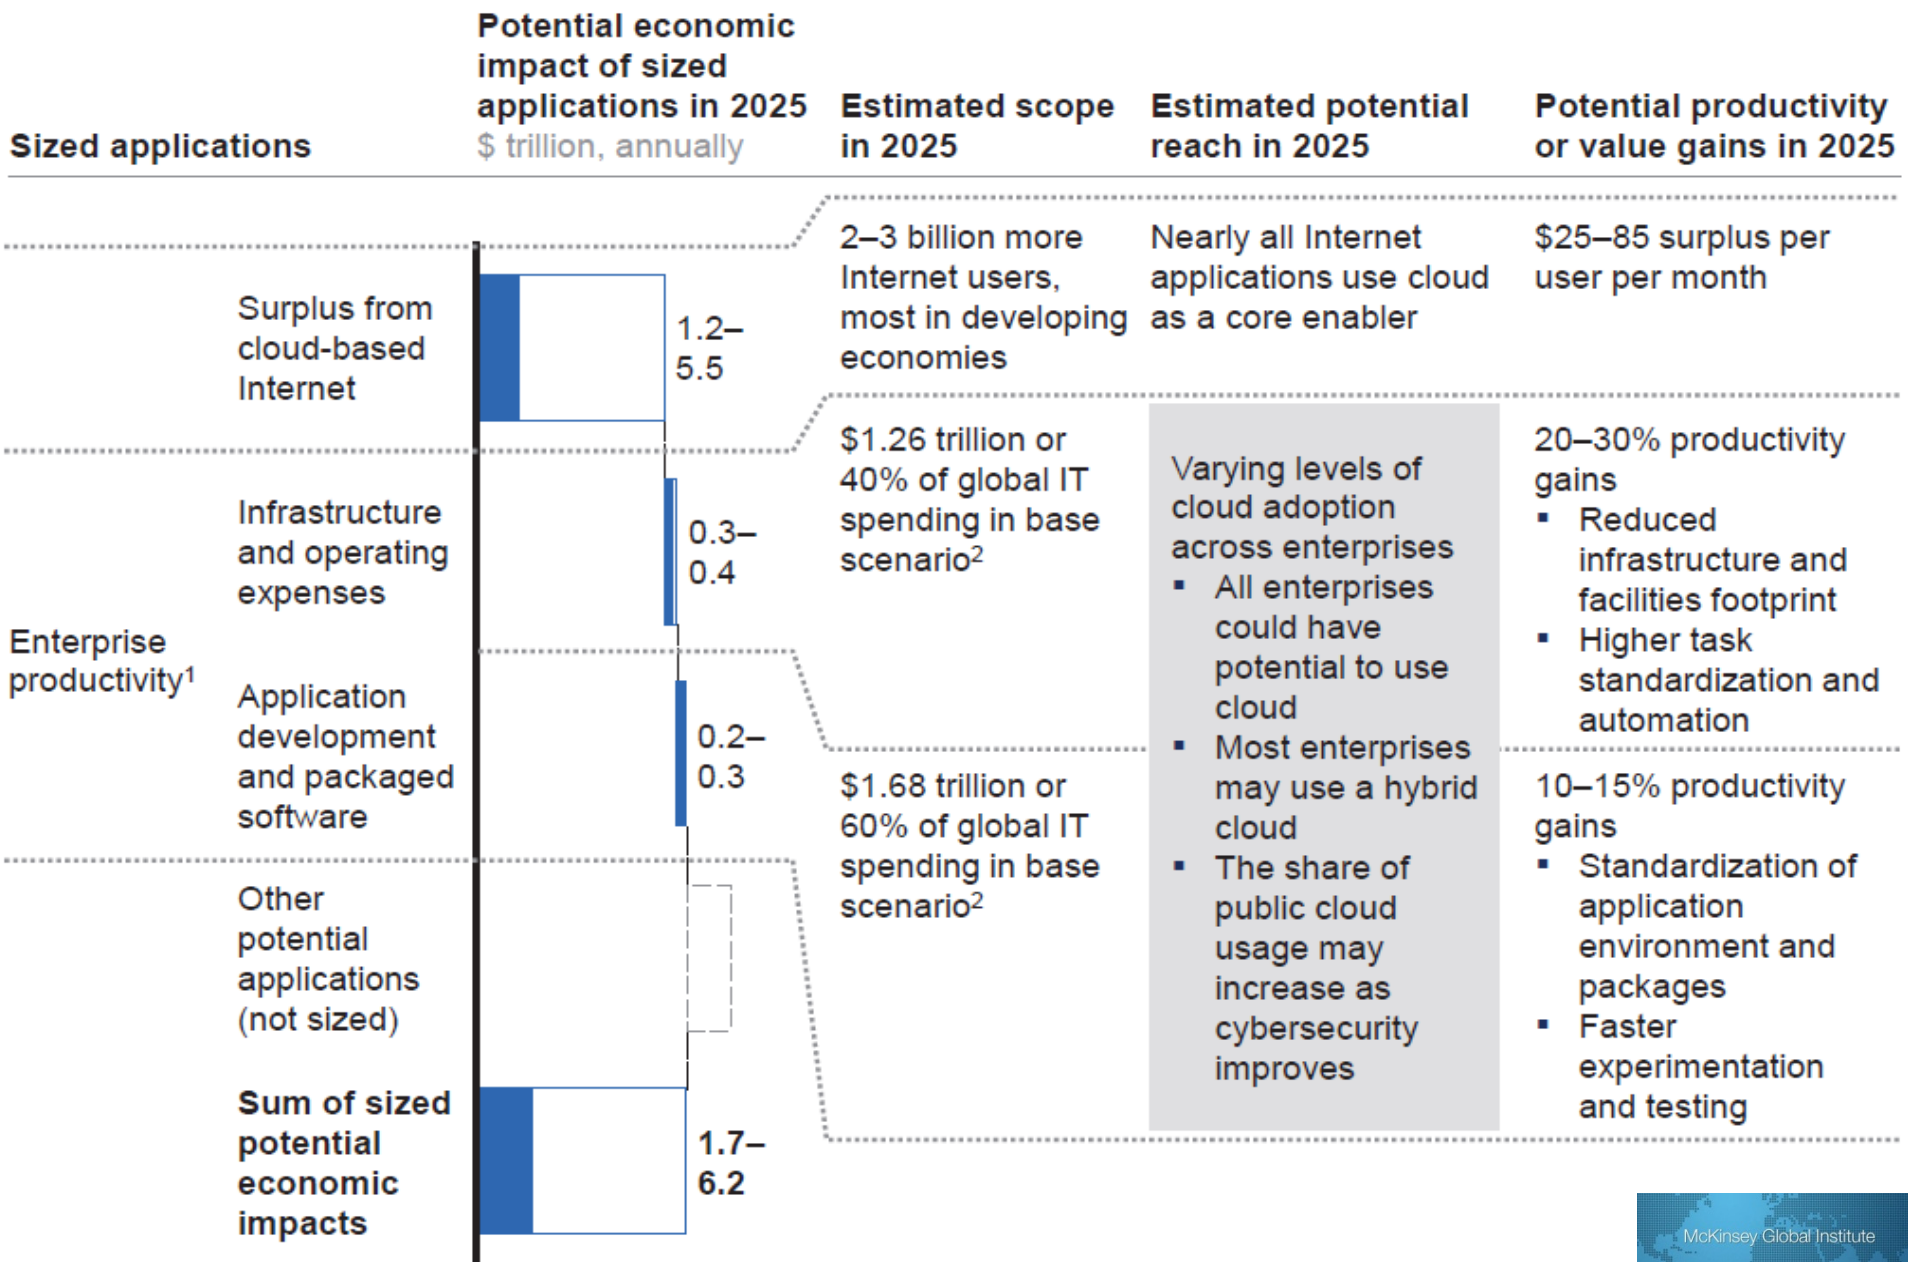 Sized applications
Potential economic
impact of sized
applications in 2025
$ trillion, annually
Estimated scope
in 2025
Estimated potential
reach in 2025
Potential productivity
or value gains in 2025
Surplus from
cloud-based
Internet
1.2–
5.5
2–3 billion more
Internet users,
most in developing
economies
Nearly all Internet
applications use cloud
as a core enabler
$25–85 surplus per
user per month
Enterprise
productivity¹
Infrastructure
and operating
expenses
0.3–
0.4
$1.26 trillion or
40% of global IT
spending in base
scenario²
Varying levels of
cloud adoption
across enterprises
▪ All enterprises
could have
potential to use
cloud
▪ Most enterprises
may use a hybrid
cloud
▪ The share of
public cloud
usage may
increase as
cybersecurity
improves
20–30% productivity
gains
▪ Reduced
infrastructure and
facilities footprint
▪ Higher task
standardization and
automation
Application
development
and packaged
software
0.2–
0.3
$1.68 trillion or
60% of global IT
spending in base
scenario²
10–15% productivity
gains
▪ Standardization of
application
environment and
packages
▪ Faster
experimentation
and testing
Other
potential
applications
(not sized)
Sum of sized
potential
economic
impacts
1.7–
6.2
McKinsey Global Institute